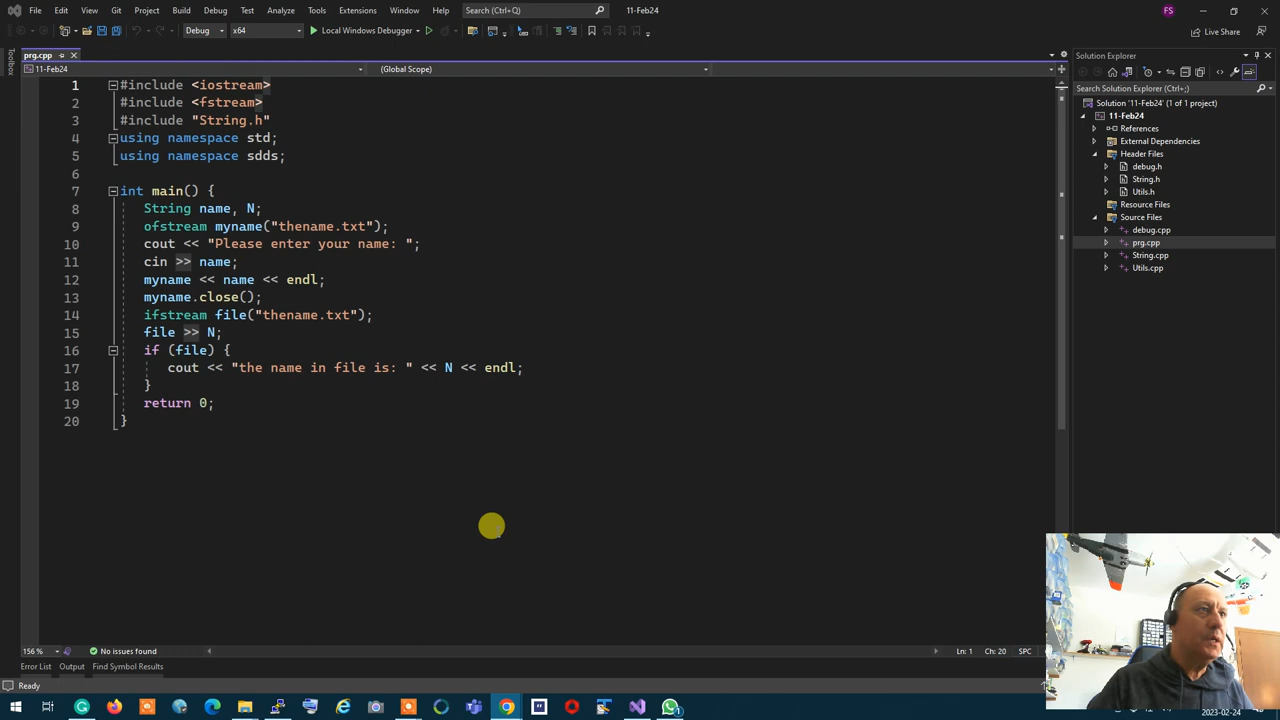 File Edit View Git Project Build Debug Test Analyze Tools Extensions Window Help Search (Ctrl+Q) 11-Feb24 FS
Debug x64 Local Windows Debugger Live Share
prg.cpp
11-Feb24 (Global Scope)
1 #include <iostream>
2 #include <fstream>
3 #include "String.h"
4 using namespace std;
5 using namespace sdds;
6
7 int main() {
8 String name, N;
9 ofstream myname("thename.txt");
10 cout << "Please enter your name: ";
11 cin >> name;
12 myname << name << endl;
13 myname.close();
14 ifstream file("thename.txt");
15 file >> N;
16 if (file) {
17 cout << "the name in file is: " << N << endl;
18 }
19 return 0;
20 }
Toolbox
Solution Explorer
Search Solution Explorer (Ctrl+;)
Solution '11-Feb24' (1 of 1 project)
11-Feb24
References
External Dependencies
Header Files
debug.h
String.h
Utils.h
Resource Files
Source Files
debug.cpp
prg.cpp
String.cpp
Utils.cpp
156 % No issues found Ln: 1 Ch: 20 SPC
Error List Output Find Symbol Results
Ready
2023-02-24